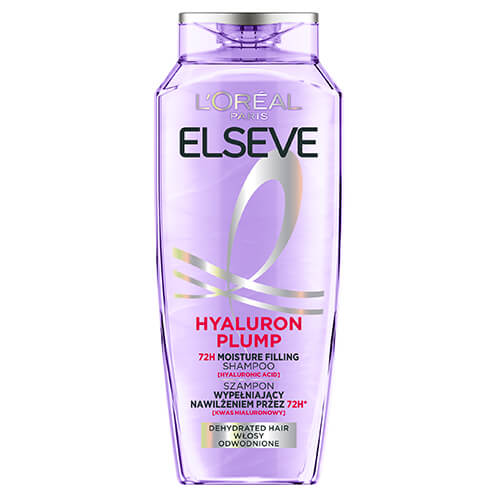 L'ORÉAL
PARIS
ELSEVE
HYALURON
PLUMP
72H MOISTURE FILLING
SHAMPOO
[HYALURONIC ACID]
SZAMPON
WYPEŁNIAJĄCY
NAWILŻENIEM PRZEZ 72H*
[KWAS HIALURONOWY]
DEHYDRATED HAIR
WŁOSY
ODWODNIONE